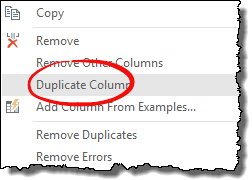 Copy
Remove
Remove Other Columns
Duplicate Column
Add Column From Examples...
Remove Duplicates
Remove Errors